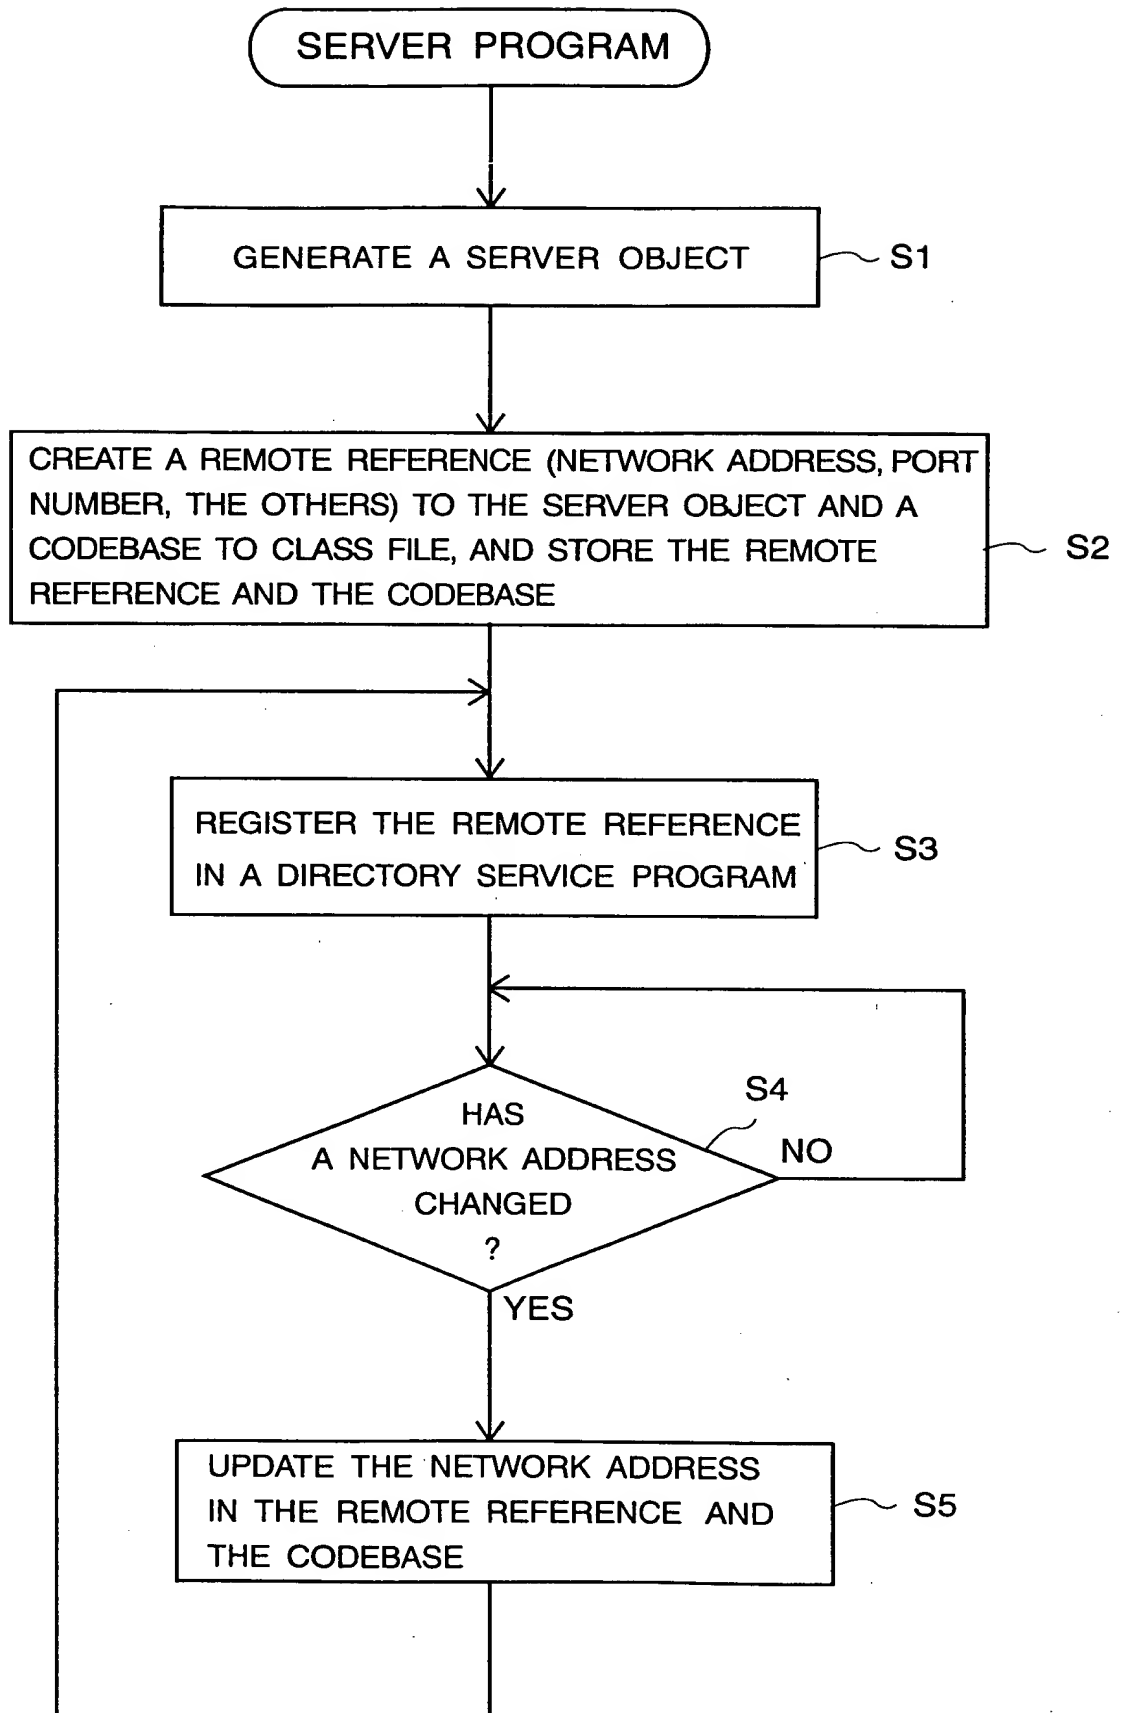 SERVER PROGRAM
GENERATE A SERVER OBJECT
S1
CREATE A REMOTE REFERENCE (NETWORK ADDRESS, PORT
NUMBER, THE OTHERS) TO THE SERVER OBJECT AND A
CODEBASE TO CLASS FILE, AND STORE THE REMOTE
REFERENCE AND THE CODEBASE
S2
REGISTER THE REMOTE REFERENCE
IN A DIRECTORY SERVICE PROGRAM
S3
HAS
A NETWORK ADDRESS
CHANGED
?
S4
NO
YES
UPDATE THE NETWORK ADDRESS
IN THE REMOTE REFERENCE AND
THE CODEBASE
S5